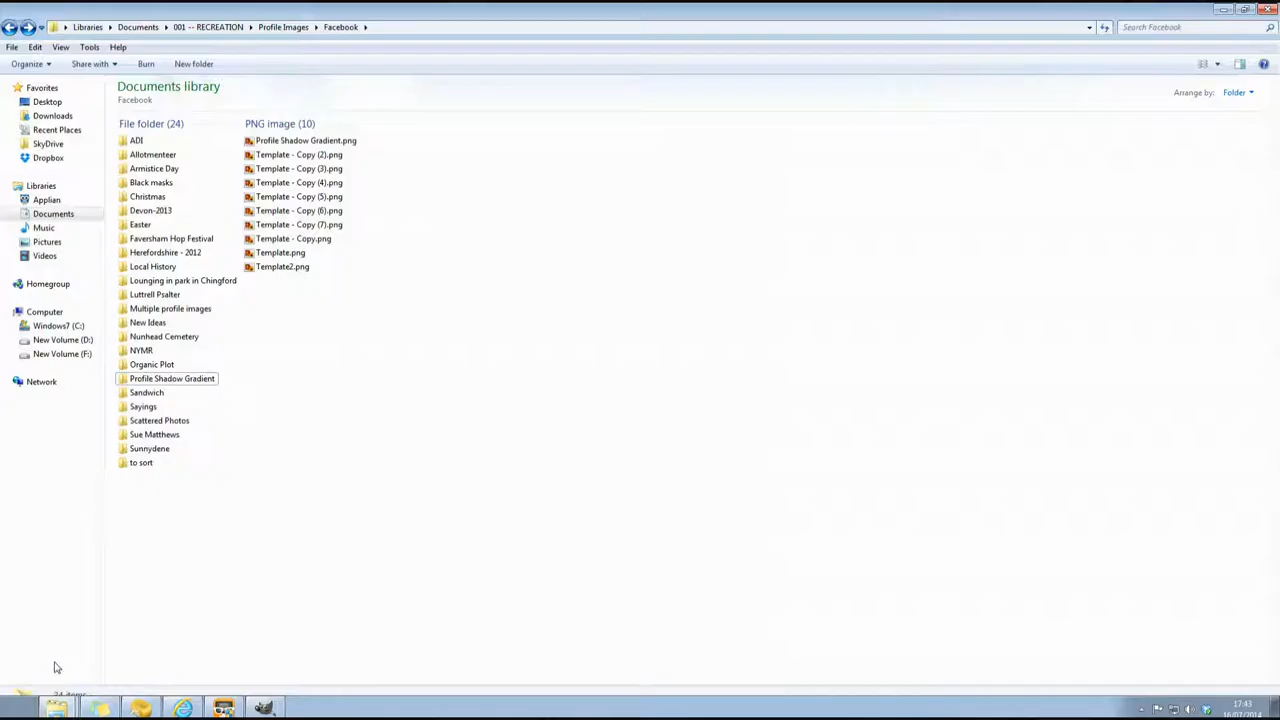 Libraries Documents 001 -- RECREATION Profile Images Facebook Search Facebook
File Edit View Tools Help
Organize Share with Burn New folder
Documents library
Facebook
Arrange by: Folder
Favorites
Desktop
Downloads
Recent Places
SkyDrive
Dropbox
Libraries
Applian
Documents
Music
Pictures
Videos
Homegroup
Computer
Windows7 (C:)
New Volume (D:)
New Volume (F:)
Network
File folder (24)
ADI
Allotmenteer
Armistice Day
Black masks
Christmas
Devon-2013
Easter
Faversham Hop Festival
Herefordshire - 2012
Local History
Lounging in park in Chingford
Luttrell Psalter
Multiple profile images
New Ideas
Nunhead Cemetery
NYMR
Organic Plot
Profile Shadow Gradient
Sandwich
Sayings
Scattered Photos
Sue Matthews
Sunnydene
to sort
PNG image (10)
Profile Shadow Gradient.png
Template - Copy (2).png
Template - Copy (3).png
Template - Copy (4).png
Template - Copy (5).png
Template - Copy (6).png
Template - Copy (7).png
Template - Copy.png
Template.png
Template2.png
34 items
17:43
16/07/2014